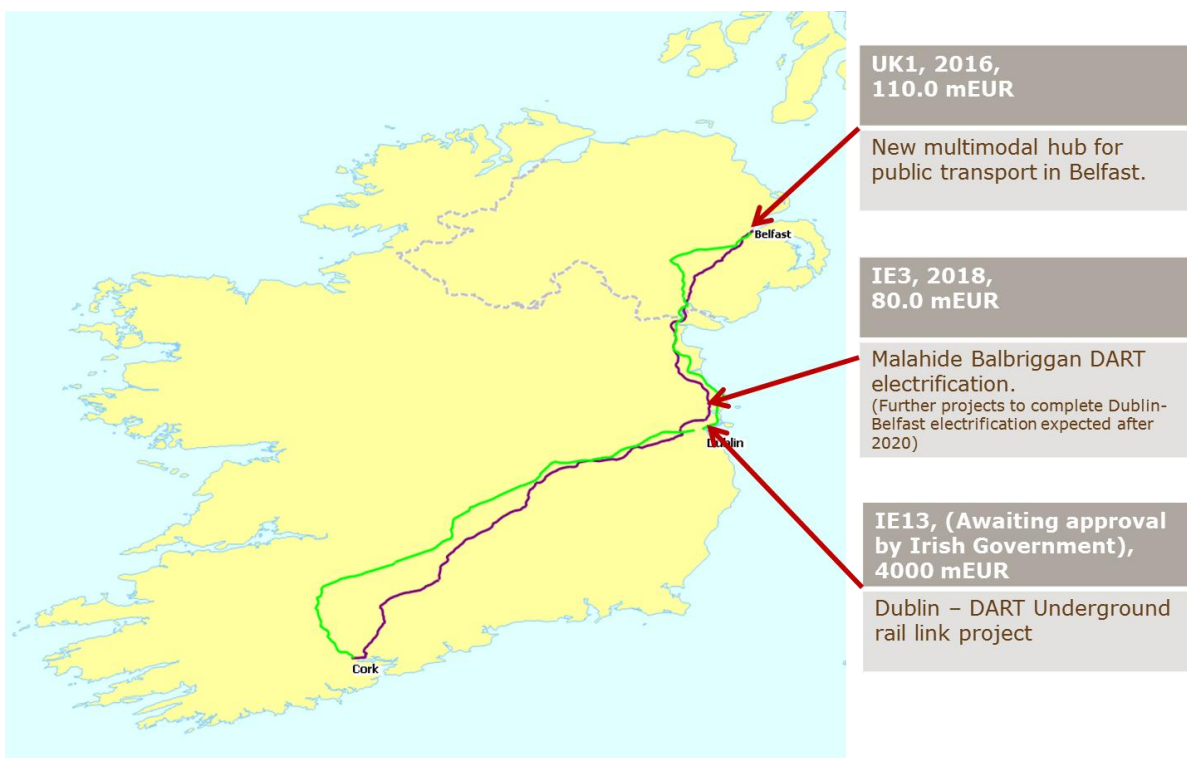 UK1, 2016,
110.0 mEUR
New multimodal hub for
public transport in Belfast.
Belfast
IE3, 2018,
80.0 mEUR
Malahide Balbriggan DART
electrification.
(Further projects to complete Dublin-
Belfast electrification expected after
2020)
Dublin
IE13, (Awaiting approval
by Irish Government),
4000 mEUR
Dublin – DART Underground
rail link project
Cork